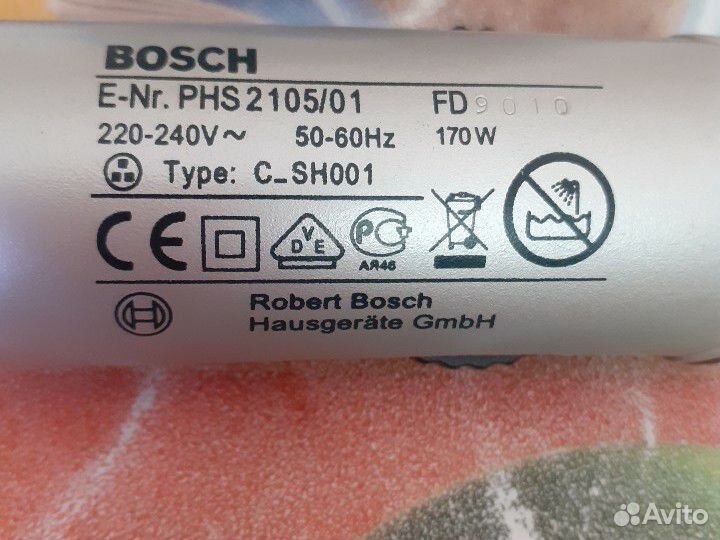 BOSCH
E-Nr. PHS 2105/01 FD 9010
220-240V~ 50-60Hz 170 W
Type: C_SH001
CE DVE PC
АЯ46
Robert Bosch
Hausgeräte GmbH
Avito